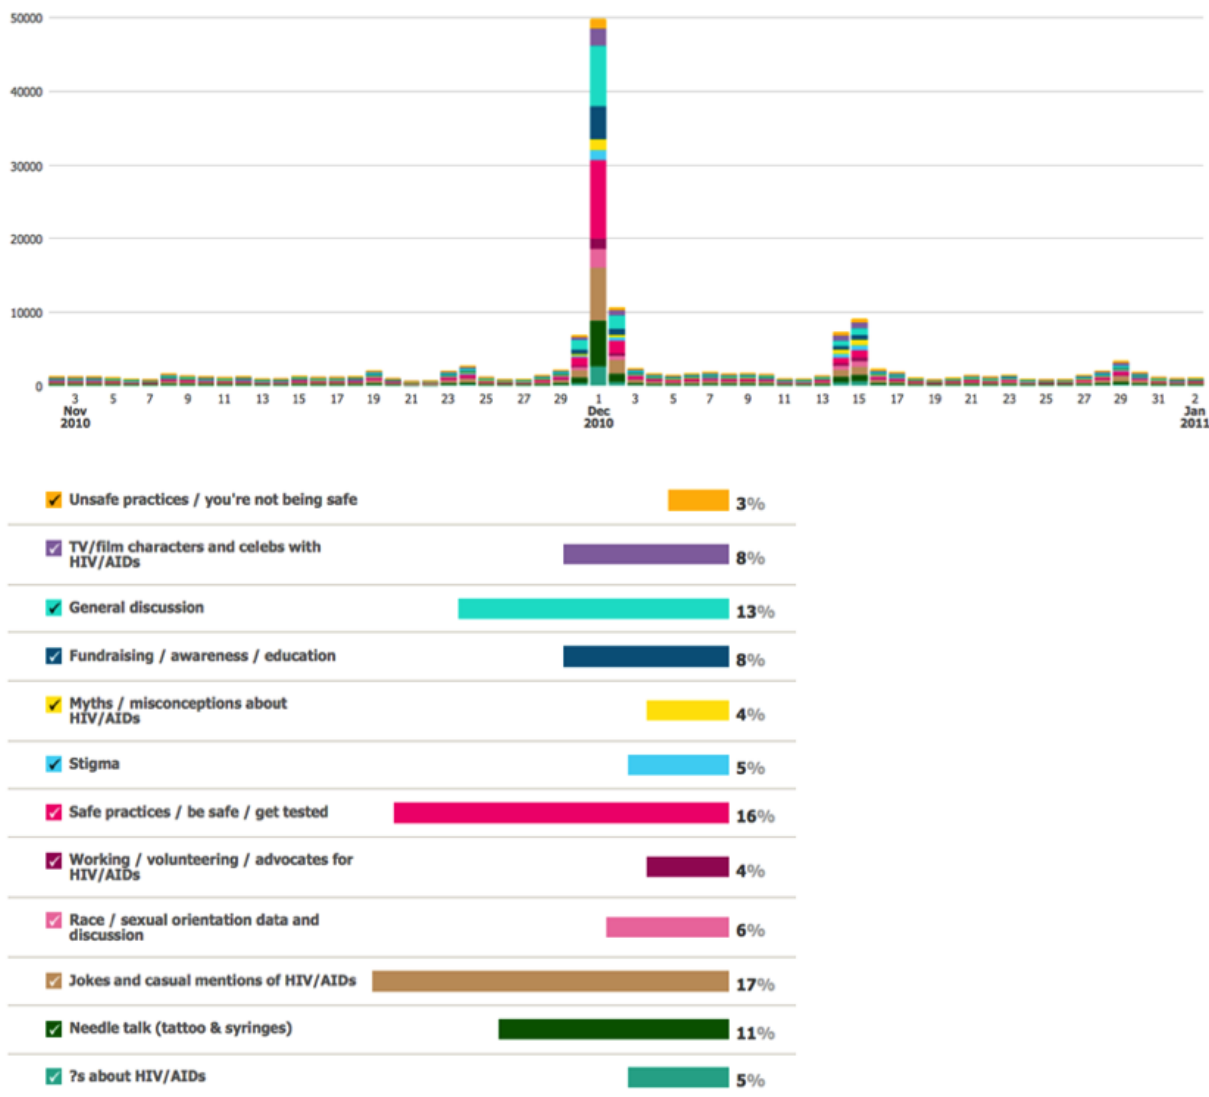 50000
40000
30000
20000
10000
0
3 5 7 9 11 13 15 17 19 21 23 25 27 29 1 3 5 7 9 11 13 15 17 19 21 23 25 27 29 31 2
Nov Dec Jan
2010 2010 2011
Unsafe practices / you're not being safe 3%
TV/film characters and celebs with
HIV/AIDs 8%
General discussion 13%
Fundraising / awareness / education 8%
Myths / misconceptions about
HIV/AIDs 4%
Stigma 5%
Safe practices / be safe / get tested 16%
Working / volunteering / advocates for
HIV/AIDs 4%
Race / sexual orientation data and
discussion 6%
Jokes and casual mentions of HIV/AIDs 17%
Needle talk (tattoo & syringes) 11%
?s about HIV/AIDs 5%